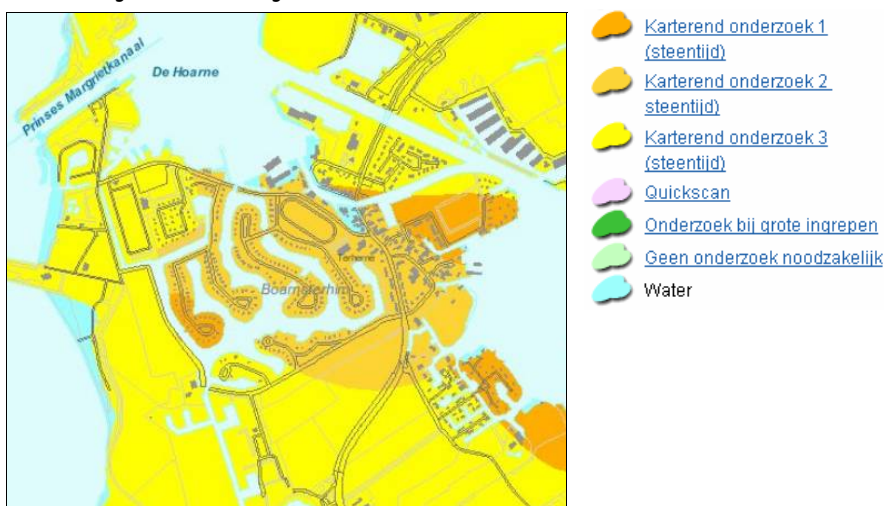 De Hoarne
Prinses Margrietkanaal
Terherne
Boarnsterhim
Karterend onderzoek 1
(steentijd)
Karterend onderzoek 2
steentijd)
Karterend onderzoek 3
(steentijd)
Quickscan
Onderzoek bij grote ingrepen
Geen onderzoek noodzakelijk
Water